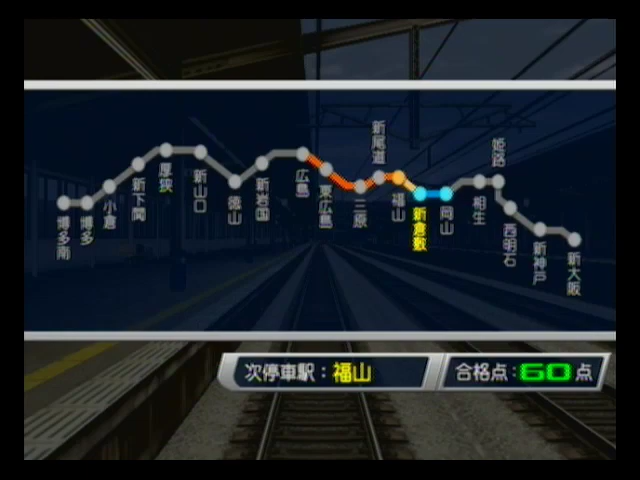 博多南
博多
小倉
新下関
厚狭
新山口
徳山
新岩国
広島
東広島
三原
新尾道
福山
新倉敷
岡山
相生
姫路
西明石
新神戸
新大阪
次停車駅：福山
合格点：60点